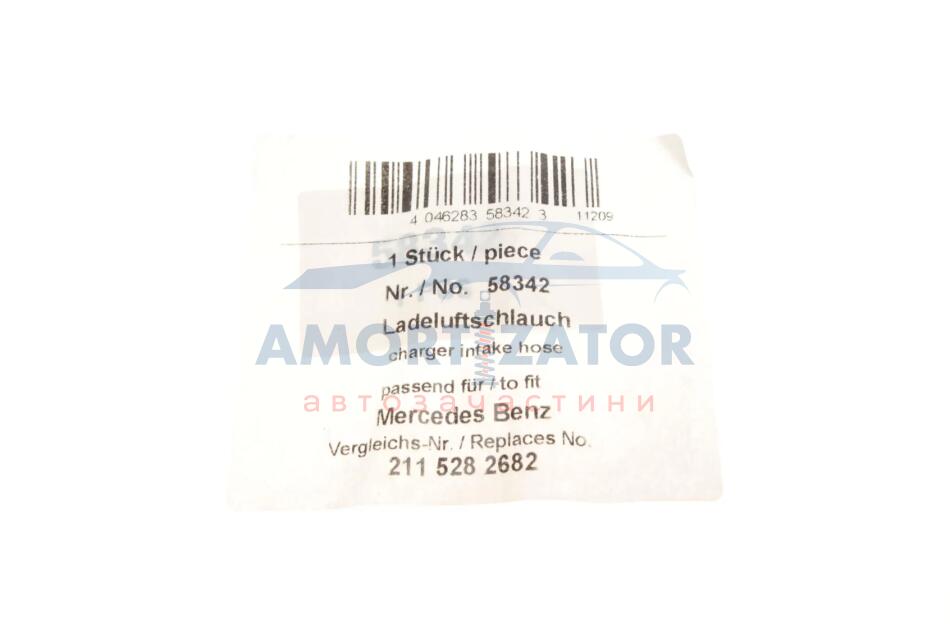 4 046283 58342 3 11209
1 Stück / piece
Nr. / No. 58342
Ladeluftschlauch
AMORTIZATOR
charger intake hose
passend für / to fit
автозапчастини
Mercedes Benz
Vergleichs-Nr. / Replaces No.
211 528 2682